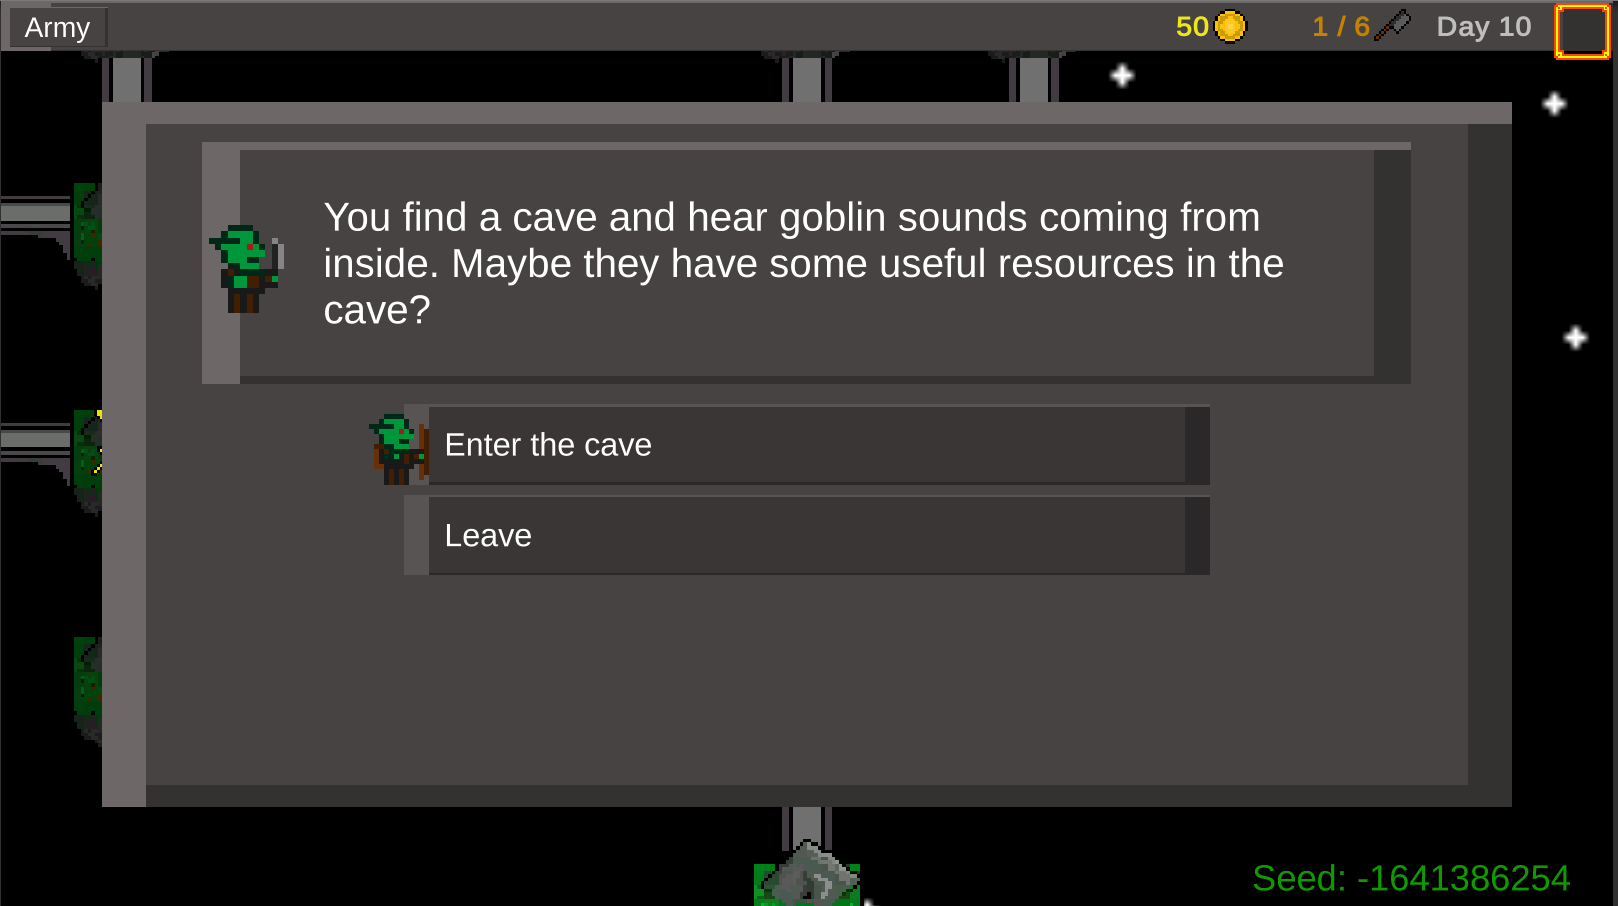 Army
50
1 / 6
Day 10
You find a cave and hear goblin sounds coming from
inside. Maybe they have some useful resources in the
cave?
Enter the cave
Leave
Seed: -1641386254